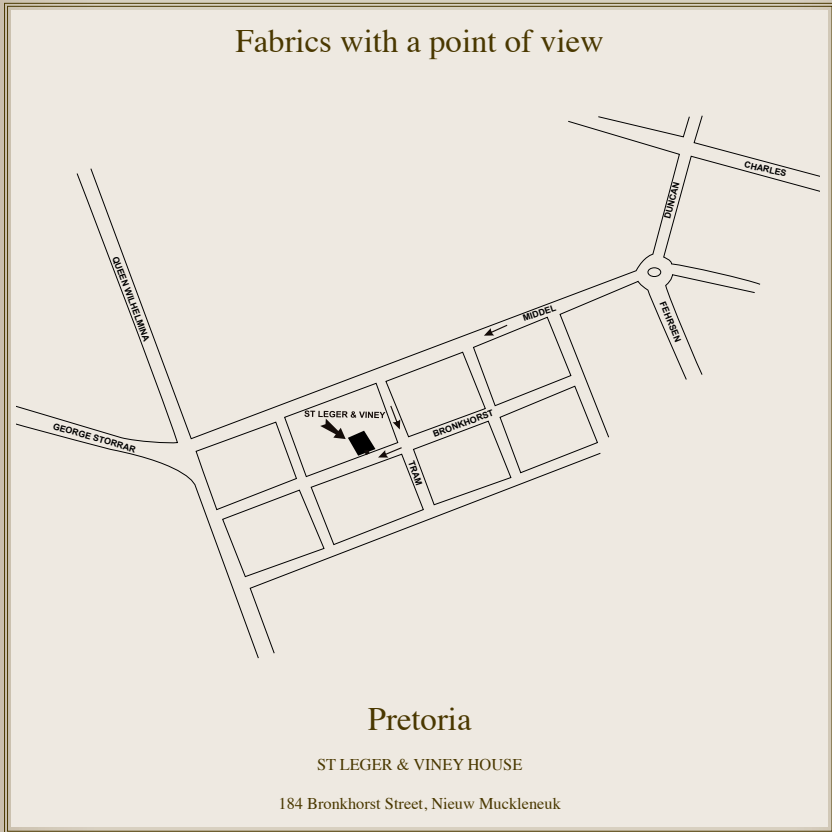 Fabrics with a point of view
CHARLES
DUNCAN
QUEEN WILHELMINA
MIDDEL
FEHRSEN
ST LEGER & VINEY
BRONKHORST
GEORGE STORRAR
TRAM
Pretoria
ST LEGER & VINEY HOUSE
184 Bronkhorst Street, Nieuw Muckleneuk